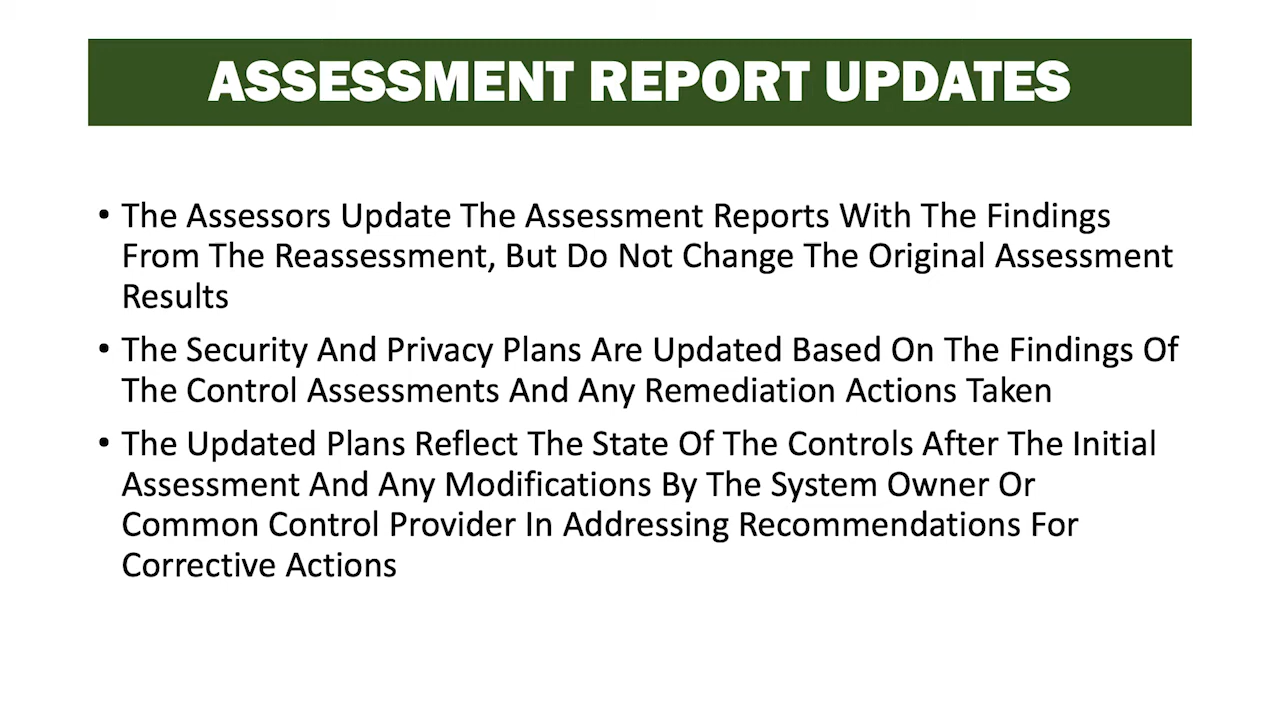 ASSESSMENT REPORT UPDATES
• The Assessors Update The Assessment Reports With The Findings
From The Reassessment, But Do Not Change The Original Assessment
Results
• The Security And Privacy Plans Are Updated Based On The Findings Of
The Control Assessments And Any Remediation Actions Taken
• The Updated Plans Reflect The State Of The Controls After The Initial
Assessment And Any Modifications By The System Owner Or
Common Control Provider In Addressing Recommendations For
Corrective Actions